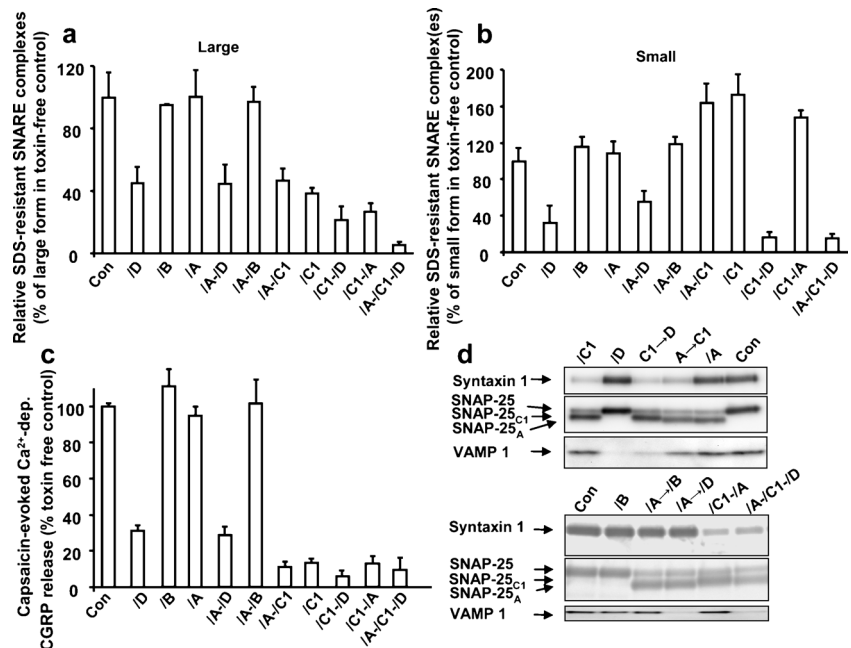 a
Large
Relative SDS-resistant SNARE complexes
(% of large form in toxin-free control)
120
80
40
0
Con
/D
/B
/A
/A-/D
/A-/B
/A-/C1
/C1
/C1-/D
/C1-/A
/A-/C1-/D
b
Small
Relative SDS-resistant SNARE complex(es)
(% of small form in toxin-free control)
200
160
120
80
40
0
Con
/D
/B
/A
/A-/D
/A-/B
/A-/C1
/C1
/C1-/D
/C1-/A
/A-/C1-/D
c
Capsaicin-evoked Ca²⁺-dep.
CGRP release (% toxin free control)
100
80
60
40
20
0
Con
/D
/B
/A
/A-/D
/A-/B
/A-/C1
/C1
/C1-/D
/C1-/A
/A-/C1-/D
d
/C1
/D
C1→D
A→C1
/A
Con
Syntaxin 1
SNAP-25
SNAP-25C1
SNAP-25A
VAMP 1
Con
/B
/A→/B
/A→/D
/C1-/A
/A-/C1-/D
Syntaxin 1
SNAP-25
SNAP-25C1
SNAP-25A
VAMP 1